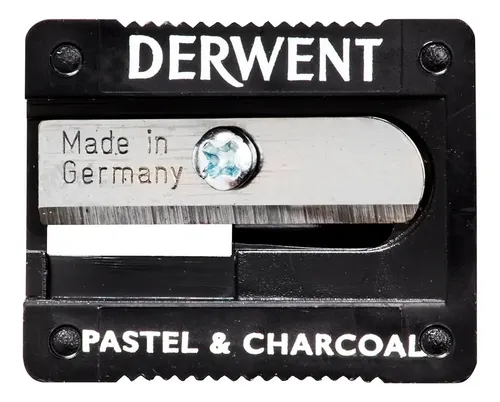 DERWENT
Made in
Germany
PASTEL & CHARCOAL